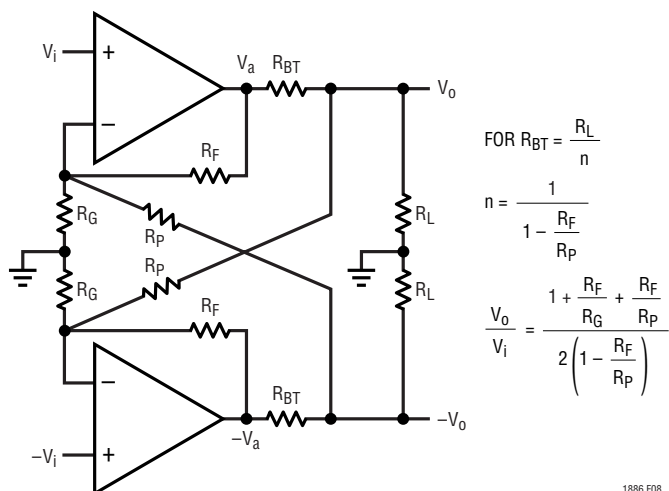 Vi
+
Va
RBT
Vo
−
RF
RG
RP
RL
RP
RG
RF
RL
−
RBT
−Vo
−Va
−Vi
+
FOR RBT = RL / n
n = 1 / (1 − RF / RP)
Vo / Vi = (1 + RF / RG + RF / RP) / (2 (1 − RF / RP))
1886 F08